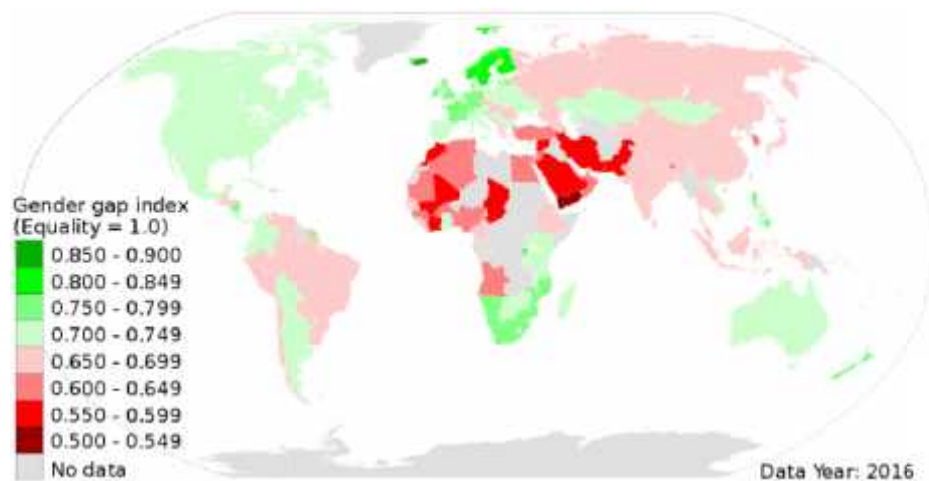 Gender gap index
(Equality = 1.0)
0.850 - 0.900
0.800 - 0.849
0.750 - 0.799
0.700 - 0.749
0.650 - 0.699
0.600 - 0.649
0.550 - 0.599
0.500 - 0.549
No data
Data Year: 2016